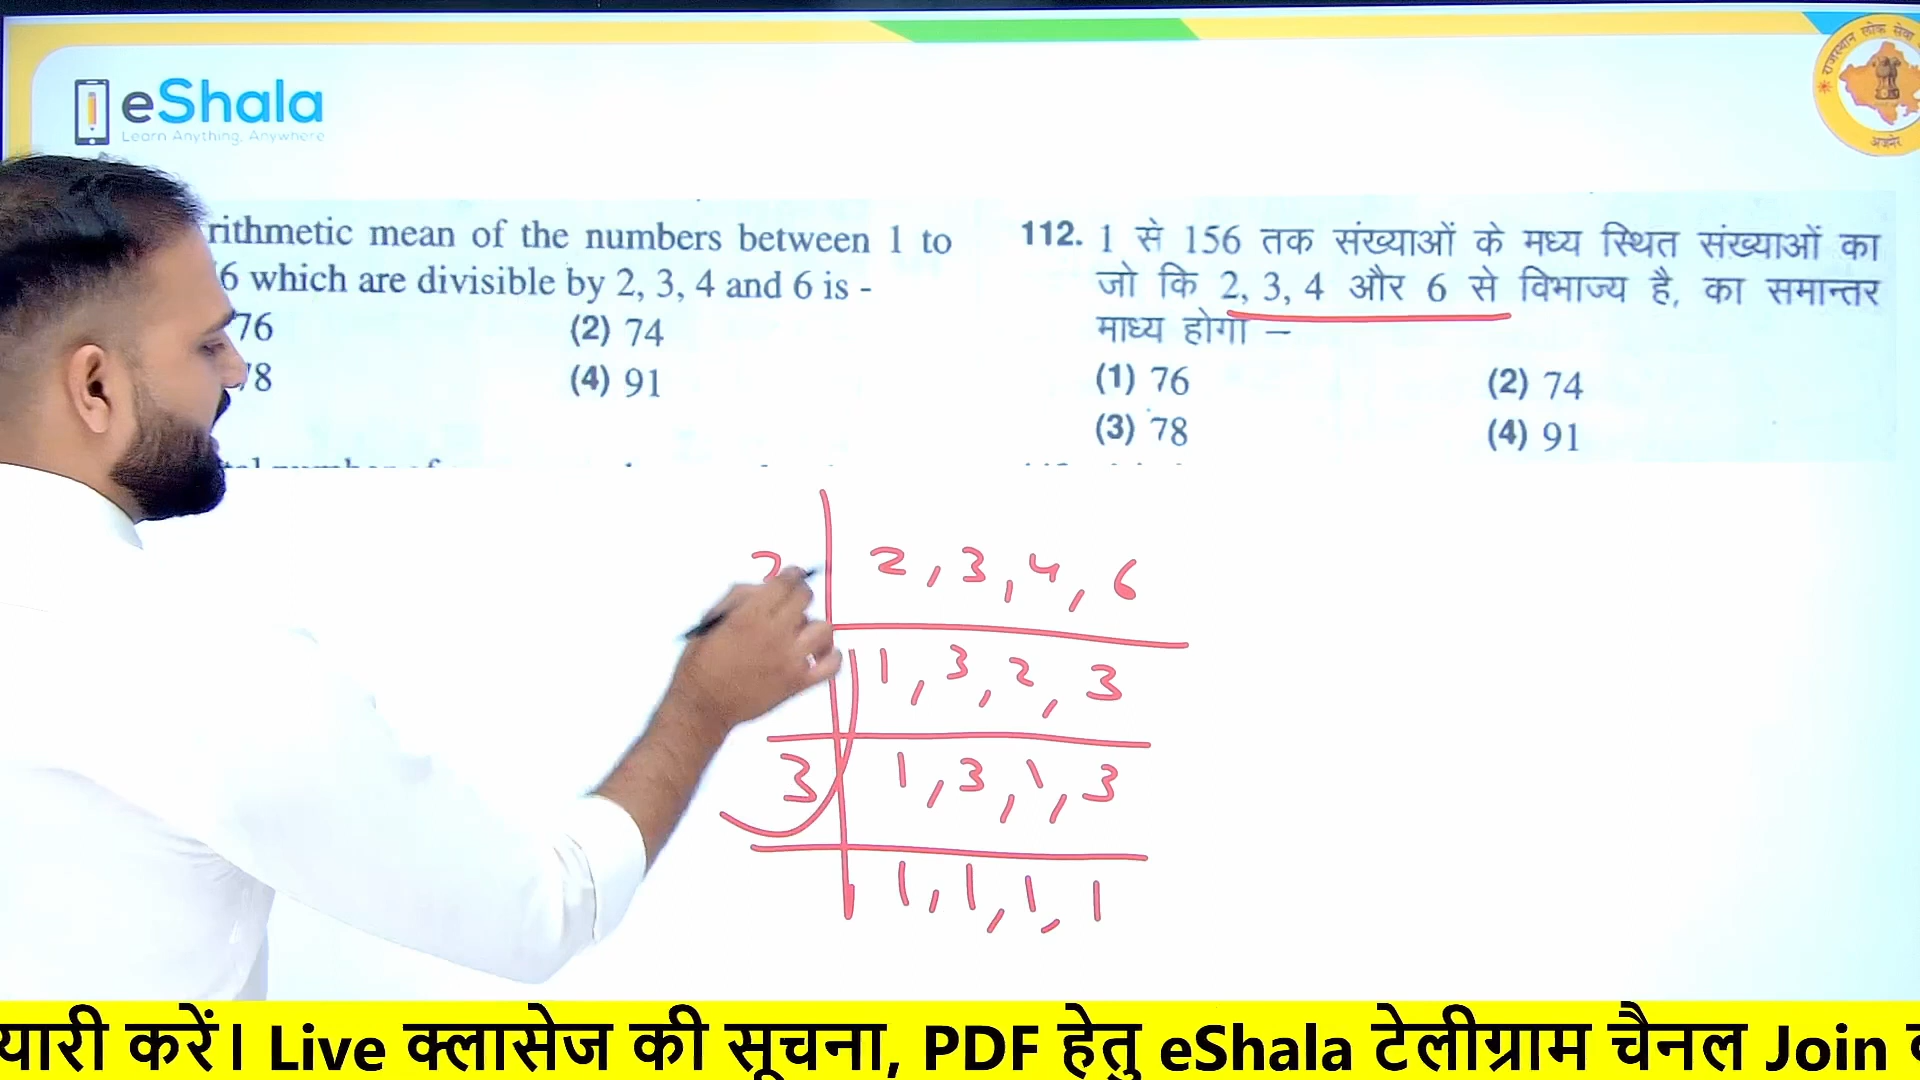 eShala
Learn Anything, Anywhere
राजस्थान लोक सेवा
अजमेर
rithmetic mean of the numbers between 1 to
6 which are divisible by 2, 3, 4 and 6 is -
76
(2) 74
8
(4) 91
112. 1 से 156 तक संख्याओं के मध्य स्थित संख्याओं का
जो कि 2, 3, 4 और 6 से विभाज्य है, का समान्तर
माध्य होगा –
(1) 76 (2) 74
(3) 78 (4) 91
2 2, 3, 4, 6
1, 3, 2, 3
3 1, 3, 1, 3
1, 1, 1, 1
यारी करें। Live क्लासेज की सूचना, PDF हेतु eShala टेलीग्राम चैनल Join